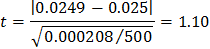 t = |0.0249 − 0.025| / √0.000208/500 = 1.10